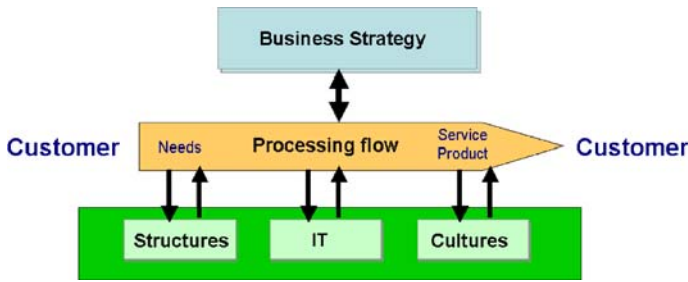 Business Strategy
Customer
Needs
Processing flow
Service
Product
Customer
Structures
IT
Cultures